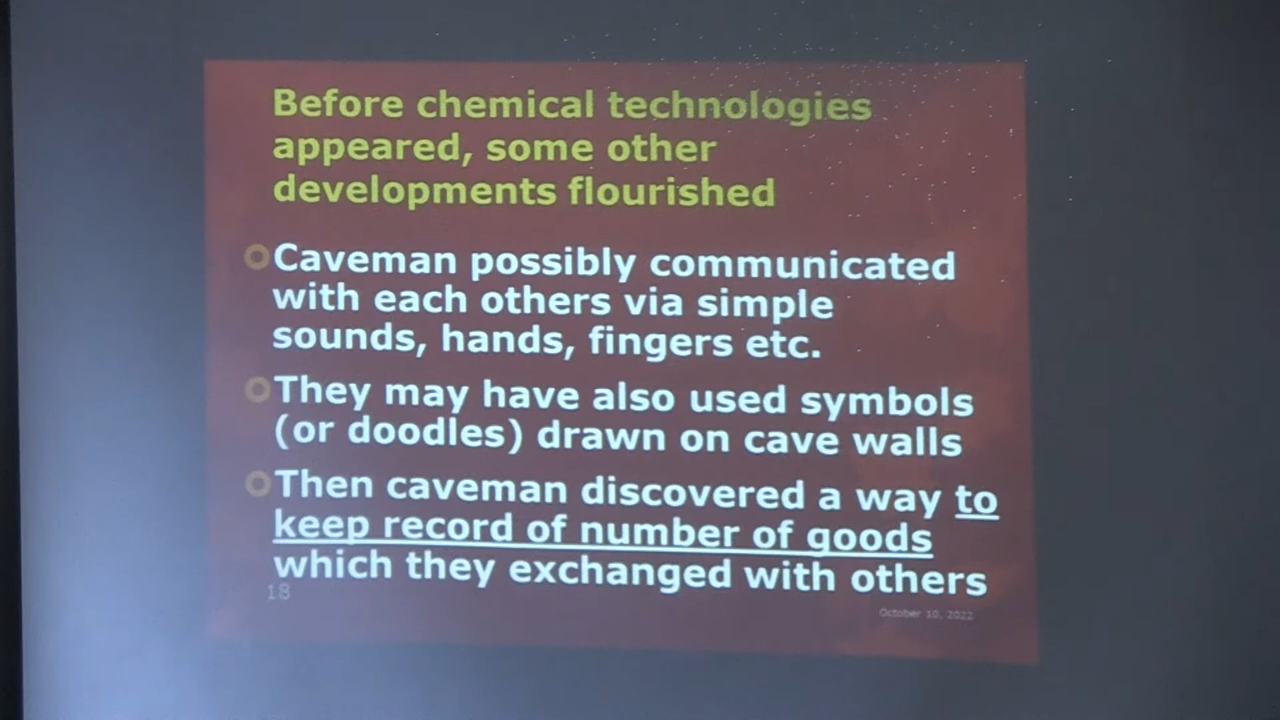 Before chemical technologies
appeared, some other
developments flourished
Caveman possibly communicated
with each others via simple
sounds, hands, fingers etc.
They may have also used symbols
(or doodles) drawn on cave walls
Then caveman discovered a way to
keep record of number of goods
which they exchanged with others
18
October 10, 2022